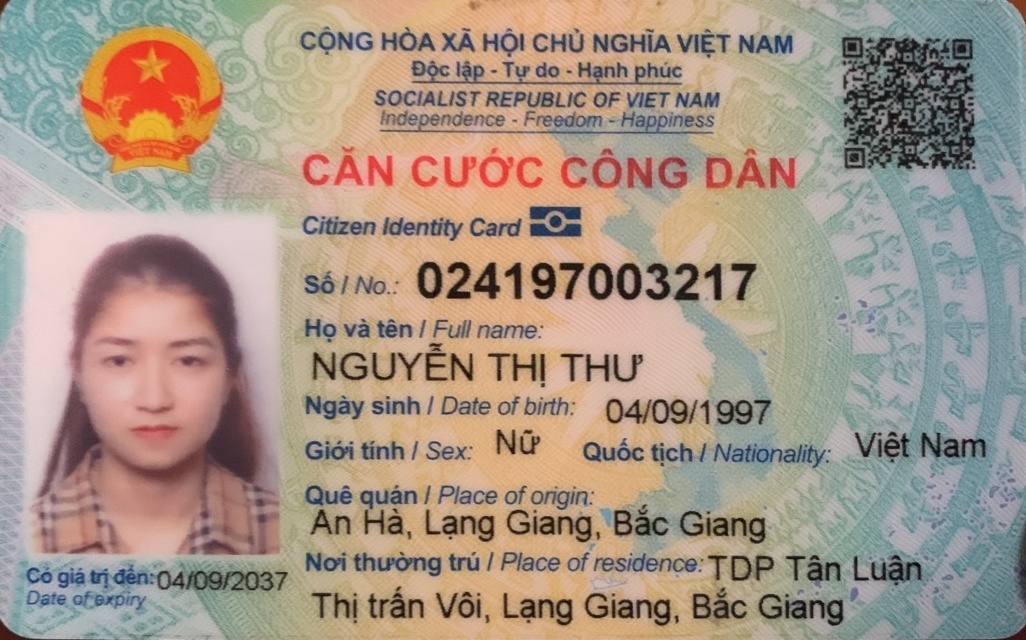 CỘNG HÒA XÃ HỘI CHỦ NGHĨA VIỆT NAM
Độc lập - Tự do - Hạnh phúc
SOCIALIST REPUBLIC OF VIET NAM
Independence - Freedom - Happiness
CĂN CƯỚC CÔNG DÂN
Citizen Identity Card
Số / No.: 024197003217
Họ và tên / Full name:
NGUYỄN THỊ THƯ
Ngày sinh / Date of birth: 04/09/1997
Giới tính / Sex: Nữ Quốc tịch / Nationality: Việt Nam
Quê quán / Place of origin:
An Hà, Lạng Giang, Bắc Giang
Nơi thường trú / Place of residence: TDP Tân Luận
Thị trấn Vôi, Lạng Giang, Bắc Giang
Có giá trị đến: 04/09/2037
Date of expiry